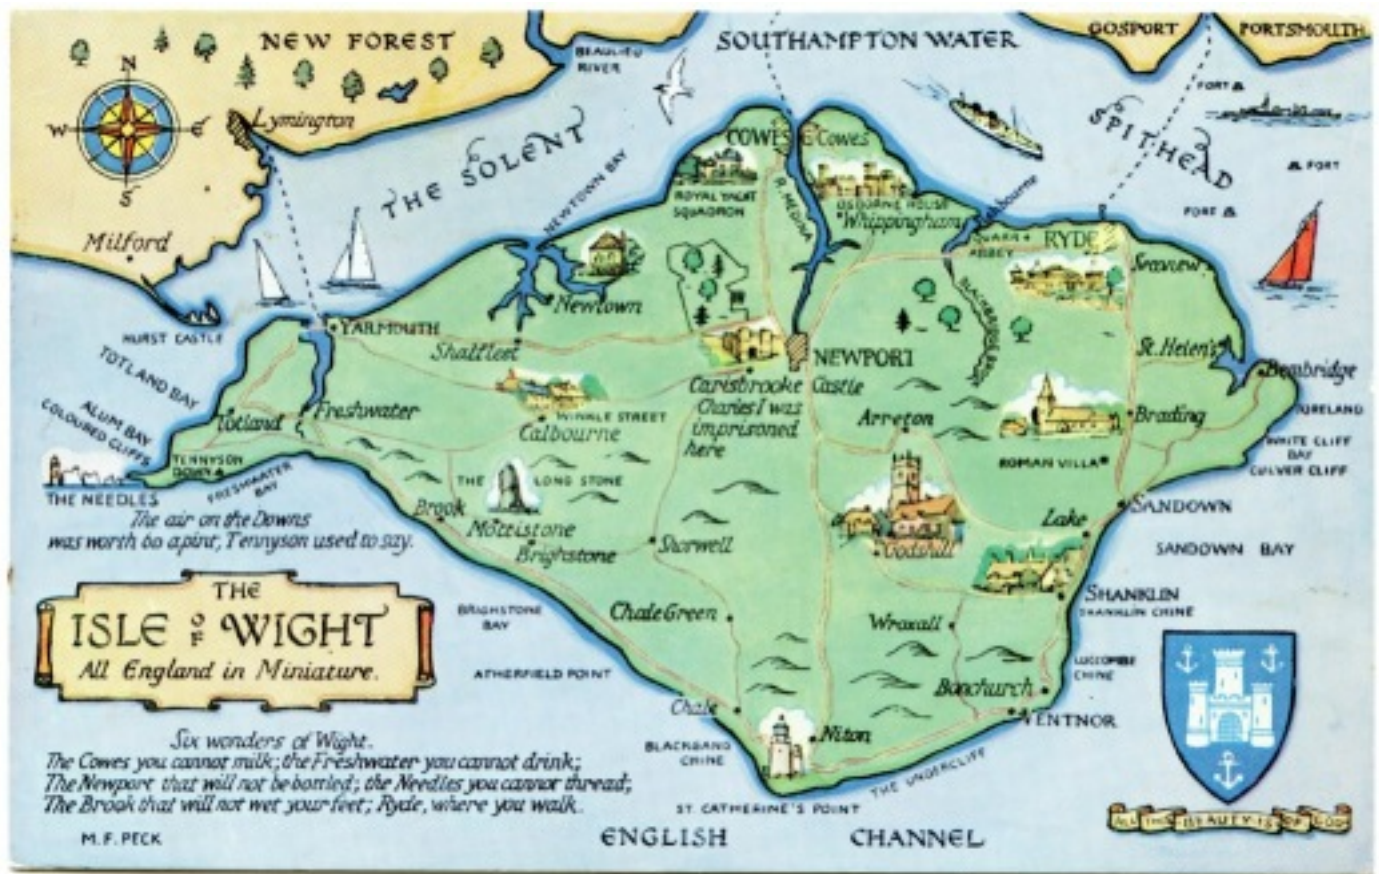 NEW FOREST
BEAULIEU
RIVER
SOUTHAMPTON WATER
GOSPORT
PORTSMOUTH
N
W
E
S
Lymington
THE SOLENT
SPITHEAD
FORT
FORT
FORT
NEWTOWN BAY
COWES
E. Cowes
ROYAL YACHT
SQUADRON
R. MEDINA
OSBORNE HOUSE
Whippingham
Fishbourne
QUARR
ABBEY
RYDE
Seaview
Milford
HURST CASTLE
YARMOUTH
Newtown
Shalfleet
BLACKBRIDGE BROOK
St. Helen's
Bembridge
NEWPORT
Carisbrooke Castle
Charles I was
imprisoned
here
TOTLAND BAY
ALUM BAY
COLOURED CLIFFS
Totland
Freshwater
WINKLE STREET
Calbourne
Arreton
Brading
FORELAND
WHITE CLIFF
BAY
CULVER CLIFF
ROMAN VILLA
TENNYSON
DOWN
FRESHWATER
BAY
THE NEEDLES
THE LONG STONE
The air on the Downs
was worth 6o a pint, Tennyson used to say.
Brook
Mottistone
Brighstone
Shorwell
Godshill
Lake
SANDOWN
SANDOWN BAY
SHANKLIN
SHANKLIN CHINE
THE
ISLE OF WIGHT
All England in Miniature.
BRIGHSTONE
BAY
Chale Green
Wroxall
ATHERFIELD POINT
LUCCOMBE
CHINE
Bonchurch
VENTNOR
Chale
Niton
BLACKGANG
CHINE
THE UNDERCLIFF
ST. CATHERINE'S POINT
Six wonders of Wight.
The Cowes you cannot milk; the Freshwater you cannot drink;
The Newport that will not be bottled; the Needles you cannot thread;
The Brook that will not wet your feet; Ryde, where you walk.
M. F. PECK
ENGLISH CHANNEL
ALL THIS BEAUTY IS OF GOD